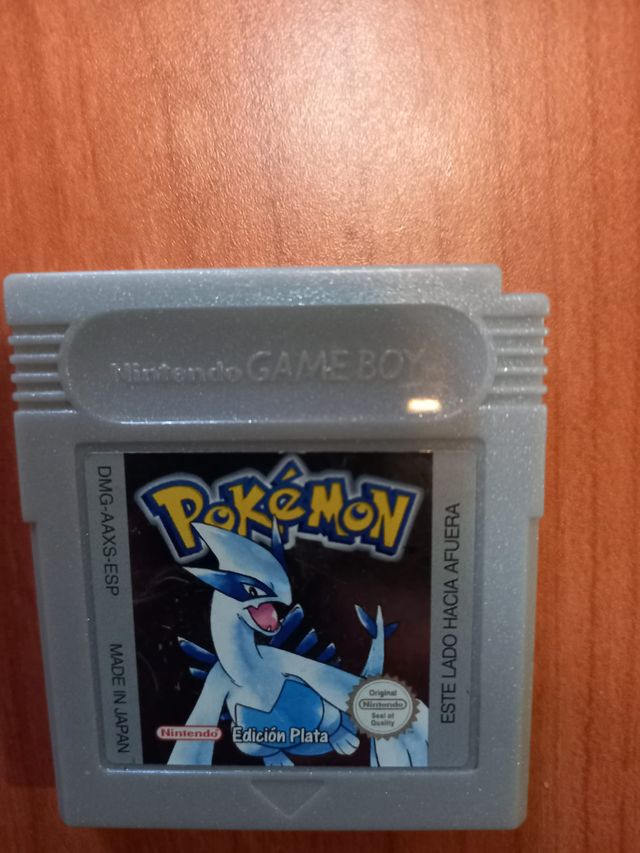 Nintendo GAME BOY
DMG-AAXS-ESP
MADE IN JAPAN
POKéMON
Nintendo
Edición Plata
Original
Nintendo
Seal of
Quality
ESTE LADO HACIA AFUERA